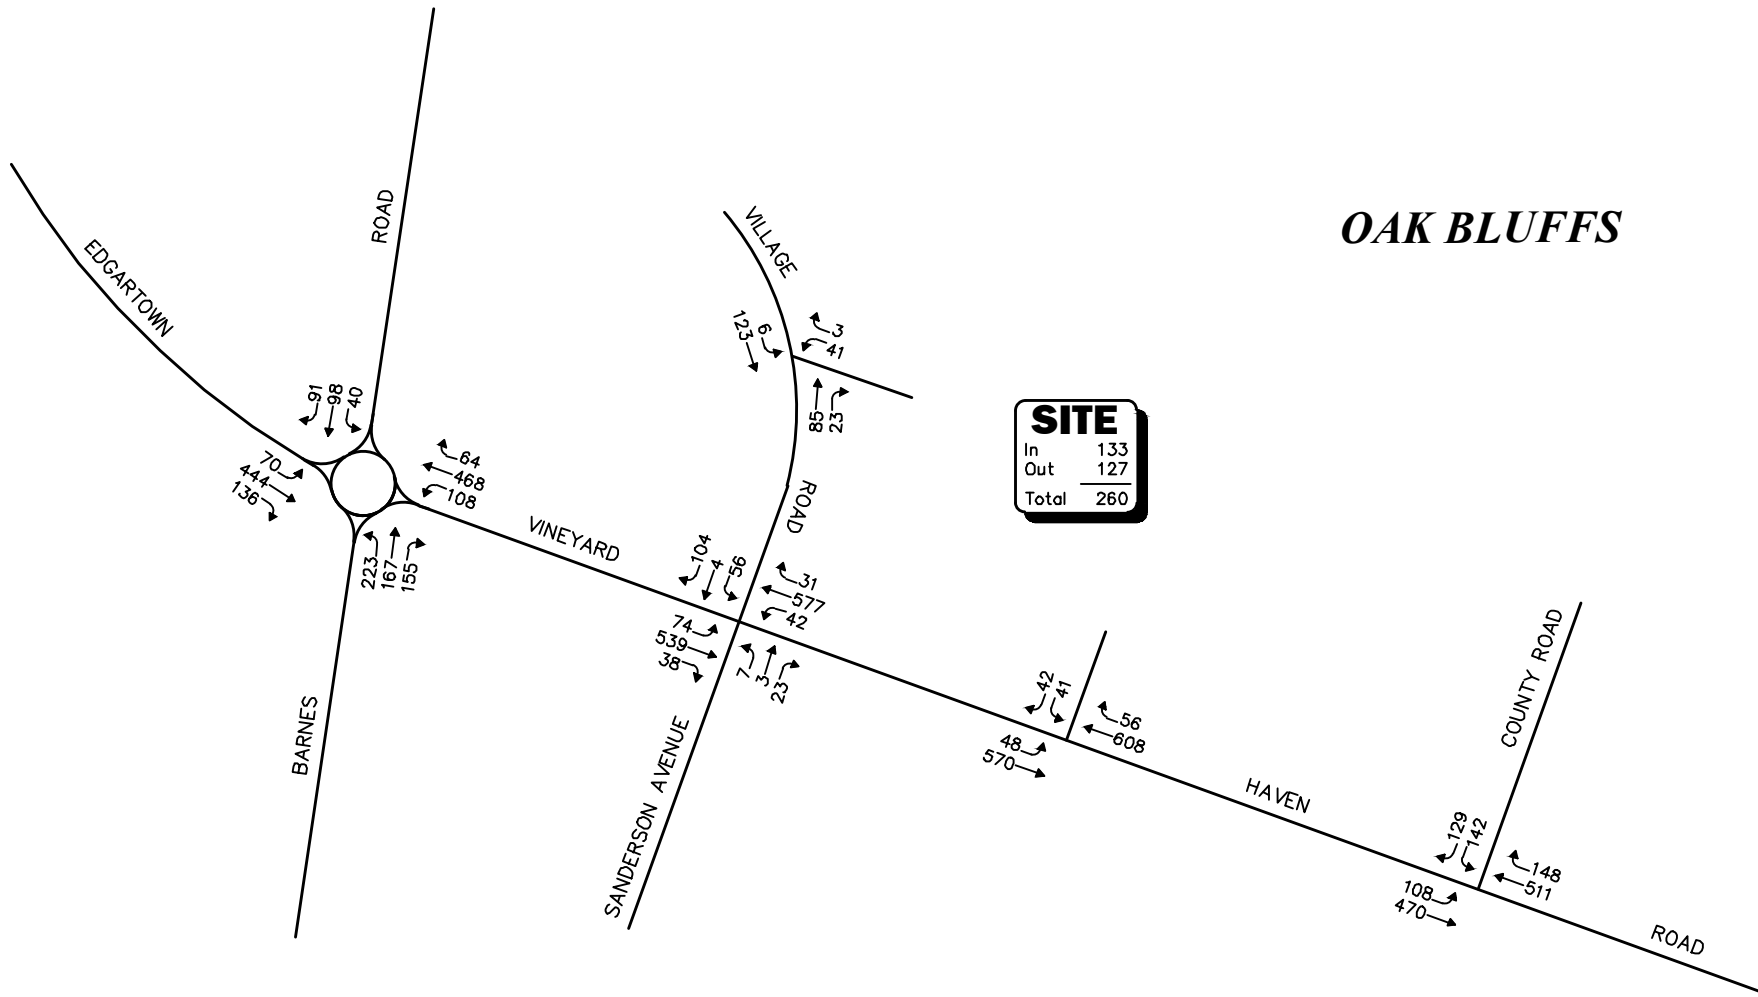 OAK BLUFFS
ROAD
EDGARTOWN
VILLAGE
3
41
123
6
85
23
SITE
In 133
Out 127
Total 260
91
98
40
70
444
136
64
468
108
223
167
155
VINEYARD
ROAD
104
4
56
31
577
42
74
539
38
7
3
23
BARNES
SANDERSON AVENUE
42
41
56
608
48
570
HAVEN
COUNTY ROAD
129
142
148
511
108
470
ROAD